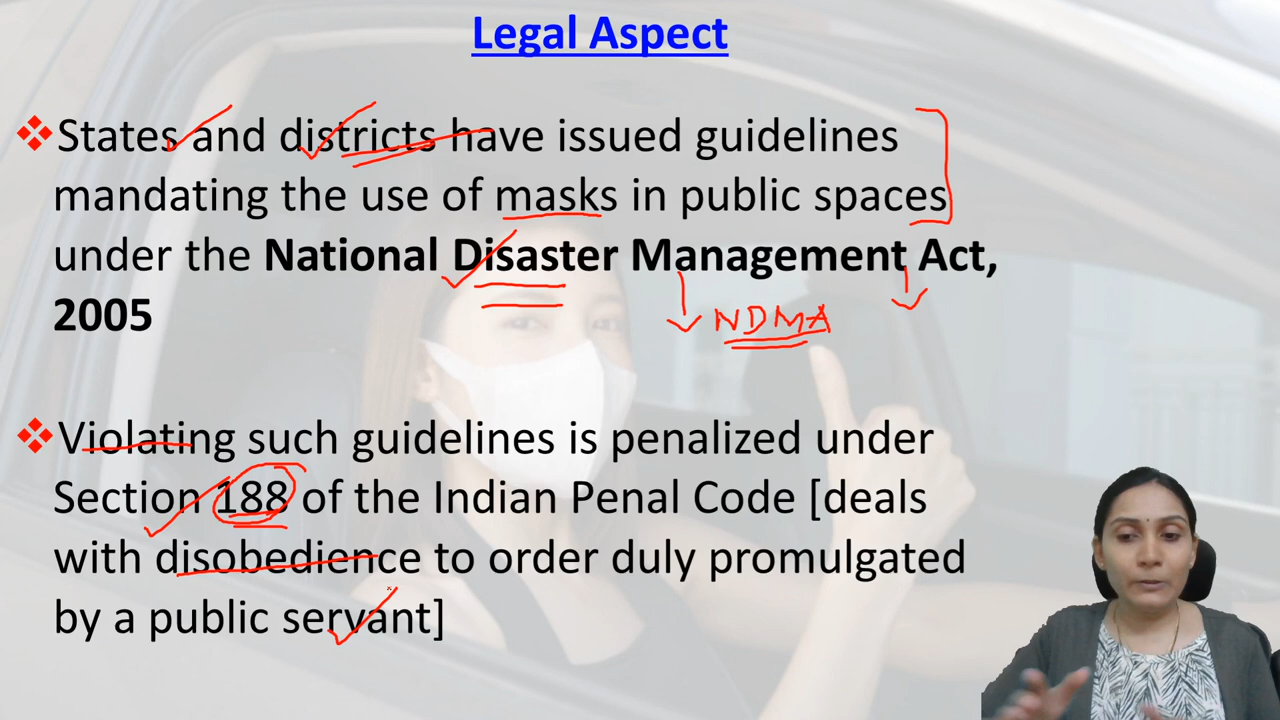 Legal Aspect
❖States and districts have issued guidelines
mandating the use of masks in public spaces
under the National Disaster Management Act,
2005
NDMA
❖Violating such guidelines is penalized under
Section 188 of the Indian Penal Code [deals
with disobedience to order duly promulgated
by a public servant]